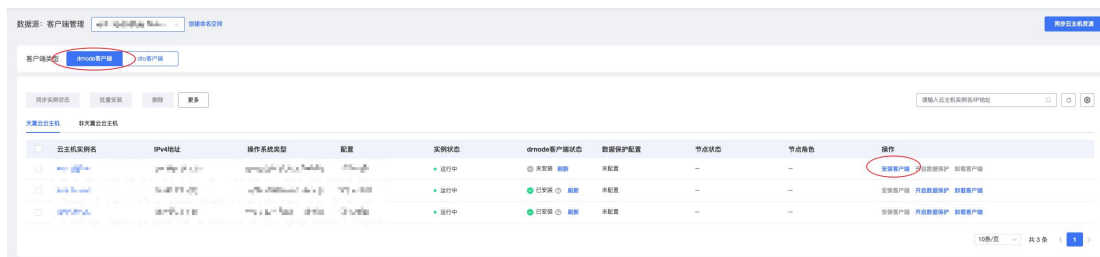 数据源：客户端管理 创建命名空间 同步云主机资源
客户端类型 drnode客户端 cto客户端
同步实例状态 批量安装 删除 更多 请输入云主机实例名/IP地址
天翼云云主机 非天翼云云主机
云主机实例名 IPv4地址 操作系统类型 配置 实例状态 drnode客户端状态 数据保护配置 节点状态 节点角色 操作
运行中 未安装 刷新 未配置 -- -- 安装客户端 开启数据保护 卸载客户端
运行中 已安装 刷新 未配置 -- -- 安装客户端 开启数据保护 卸载客户端
运行中 已安装 刷新 未配置 -- -- 安装客户端 开启数据保护 卸载客户端
10条/页 共 3 条 1